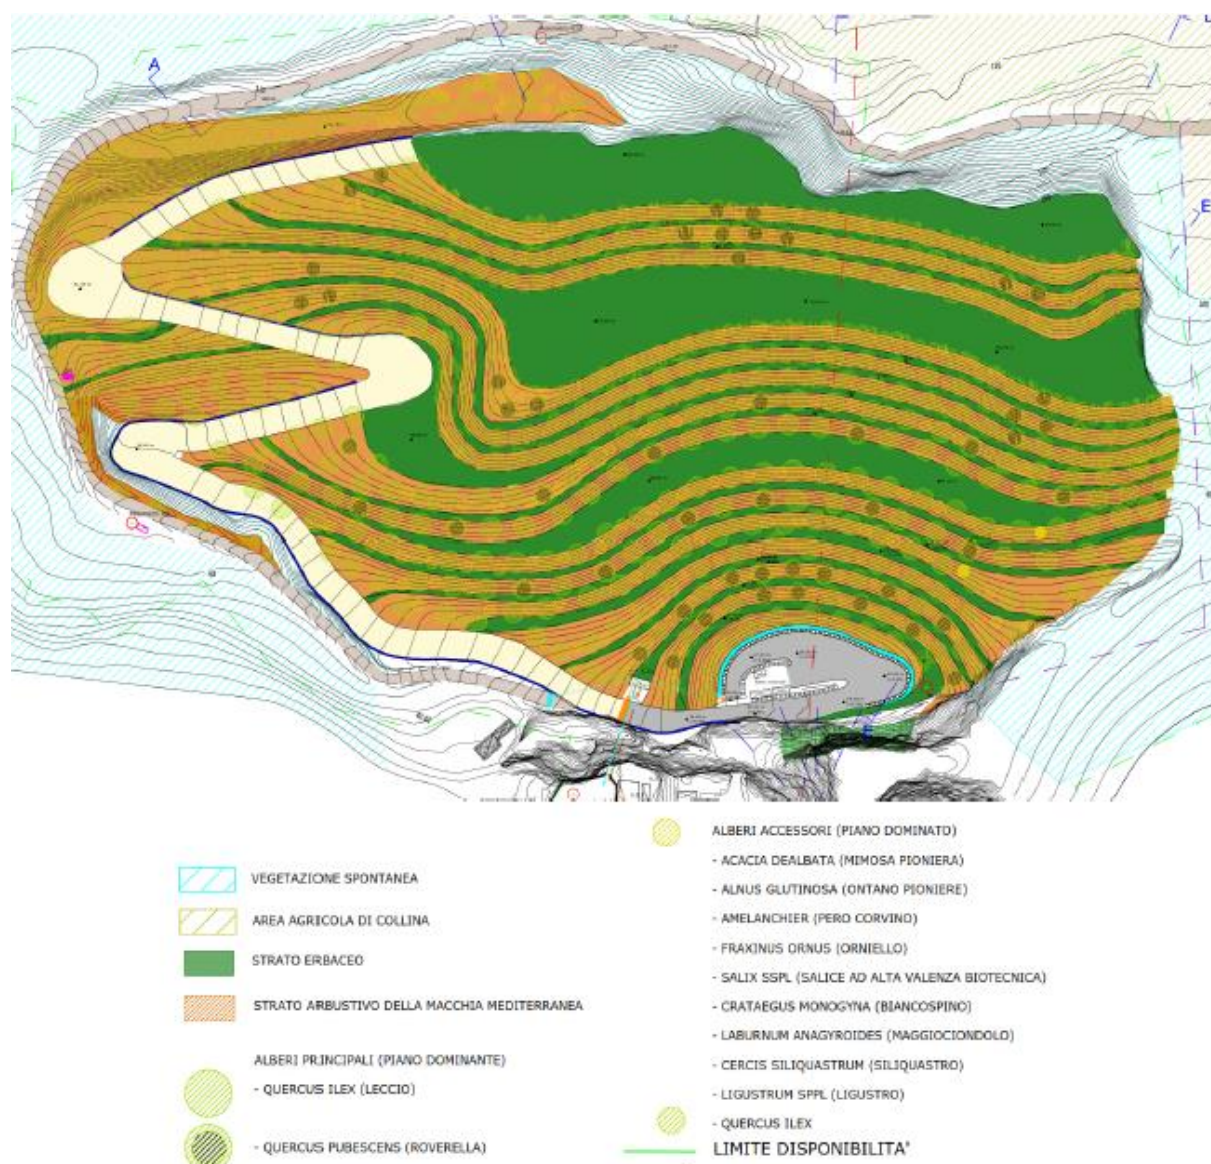 A
E
VEGETAZIONE SPONTANEA
AREA AGRICOLA DI COLLINA
STRATO ERBACEO
STRATO ARBUSTIVO DELLA MACCHIA MEDITERRANEA
ALBERI PRINCIPALI (PIANO DOMINANTE)
- QUERCUS ILEX (LECCIO)
- QUERCUS PUBESCENS (ROVERELLA)
ALBERI ACCESSORI (PIANO DOMINATO)
- ACACIA DEALBATA (MIMOSA PIONIERA)
- ALNUS GLUTINOSA (ONTANO PIONIERE)
- AMELANCHIER (PERO CORVINO)
- FRAXINUS ORNUS (ORNIELLO)
- SALIX SSPL (SALICE AD ALTA VALENZA BIOTECNICA)
- CRATAEGUS MONOGYNA (BIANCOSPINO)
- LABURNUM ANAGYROIDES (MAGGIOCIONDOLO)
- CERCIS SILIQUASTRUM (SILIQUASTRO)
- LIGUSTRUM SPPL (LIGUSTRO)
- QUERCUS ILEX
LIMITE DISPONIBILITA'